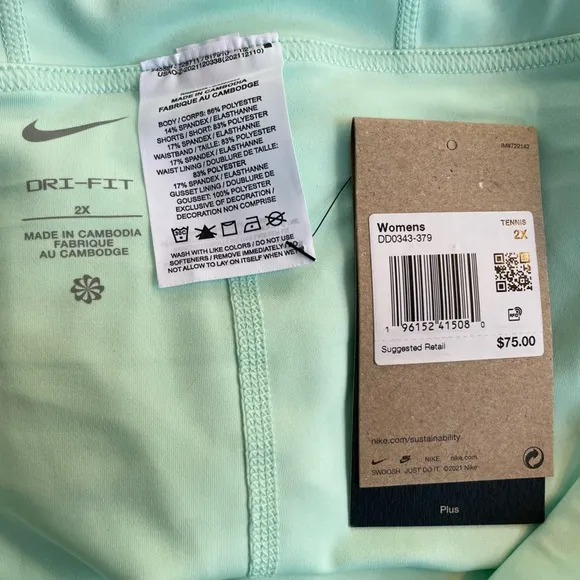 DRI-FIT
2X
MADE IN CAMBODIA
FABRIQUE
AU CAMBODGE
MADE IN CAMBODIA
FABRIQUE AU CAMBODGE
BODY / CORPS: 86% POLYESTER
14% SPANDEX / ELASTHANNE
SHORTS / SHORT: 83% POLYESTER
17% SPANDEX / ELASTHANNE
WAISTBAND / TAILLE: 83%
POLYESTER
17% SPANDEX / ELASTHANNE
WAIST LINING / DOUBLURE DE TAILLE:
83% POLYESTER
17% SPANDEX / ELASTHANNE
GUSSET LINING / DOUBLURE DE
GOUSSET: 100% POLYESTER
EXCLUSIVE OF DECORATION /
DECORATION NON COMPRISE
WASH WITH LIKE COLORS / DO NOT USE
SOFTENERS / REMOVE IMMEDIATELY
NOT ALLOW TO LAY ON ITSELF WHEN WET
Womens
DD0343-379
TENNIS
2X
1 96152 41508 0
RFID
Suggested Retail
$75.00
nike.com/sustainability
NIKE. NIKE.COM
SWOOSH. JUST DO IT. ©2021 Nike
Plus